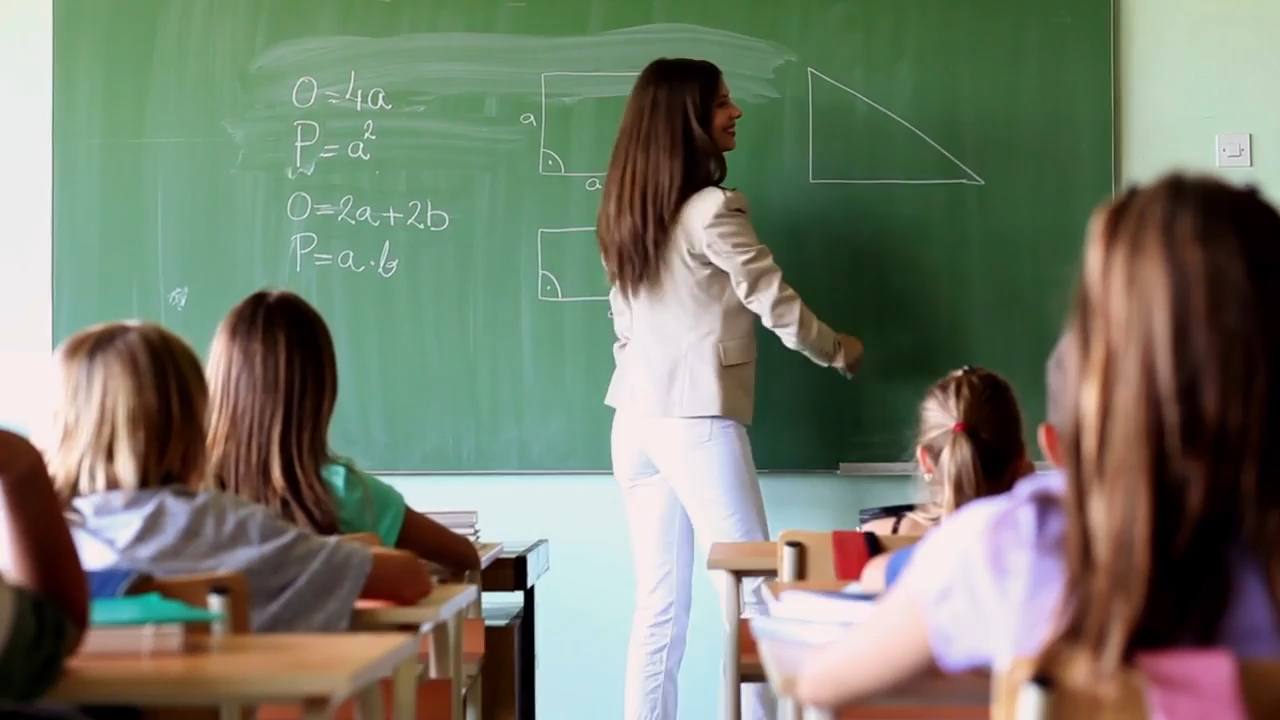 O=4a
P=a²
O=2a+2b
P=a·b
a
a